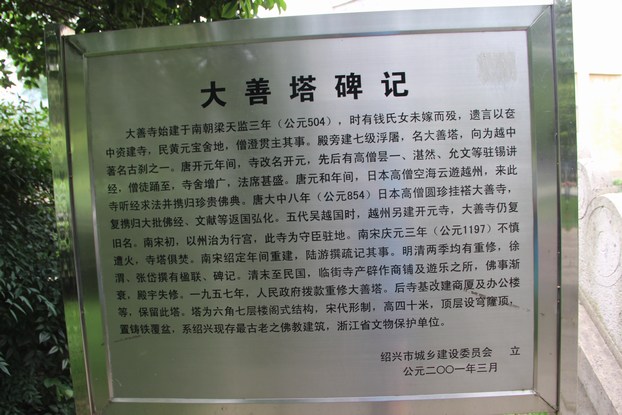 大善塔碑记
大善寺始建于南朝梁天监三年（公元504），时有钱氏女未嫁而殁，遗言以奁
中资建寺，民黄元宝舍地，僧澄贯主其事。殿旁建七级浮屠，名大善塔，向为越中
著名古刹之一。唐开元年间，寺改名开元，先后有高僧昙一、湛然、允文等驻锡讲
经，僧徒踊至，寺舍增广，法席甚盛。唐元和年间，日本高僧空海云遊越州，来此
寺听经求法并携归珍贵佛典。唐大中八年（公元854）日本高僧圆珍挂褡大善寺，
复携归大批佛经、文献等返国弘化。五代吴越国时，越州另建开元寺，大善寺仍复
旧名。南宋初，以州治为行宫，此寺为守臣驻地。南宋庆元三年（公元1197）不慎
遭火，寺塔俱焚。南宋绍定年间重建，陆游撰疏记其事。明清两季均有重修，徐
渭、张岱撰有楹联、碑记。清末至民国，临街寺产辟作商铺及遊乐之所，佛事渐
衰，殿宇失修。一九五七年，人民政府拨款重修大善塔。后寺基改建商厦及办公楼
等，保留此塔。塔为六角七层楼阁式结构，宋代形制，高四十米，顶层设穹窿顶，
置铸铁覆盆，系绍兴现存最古老之佛教建筑，浙江省文物保护单位。
绍兴市城乡建设委员会 立
公元二〇〇一年三月